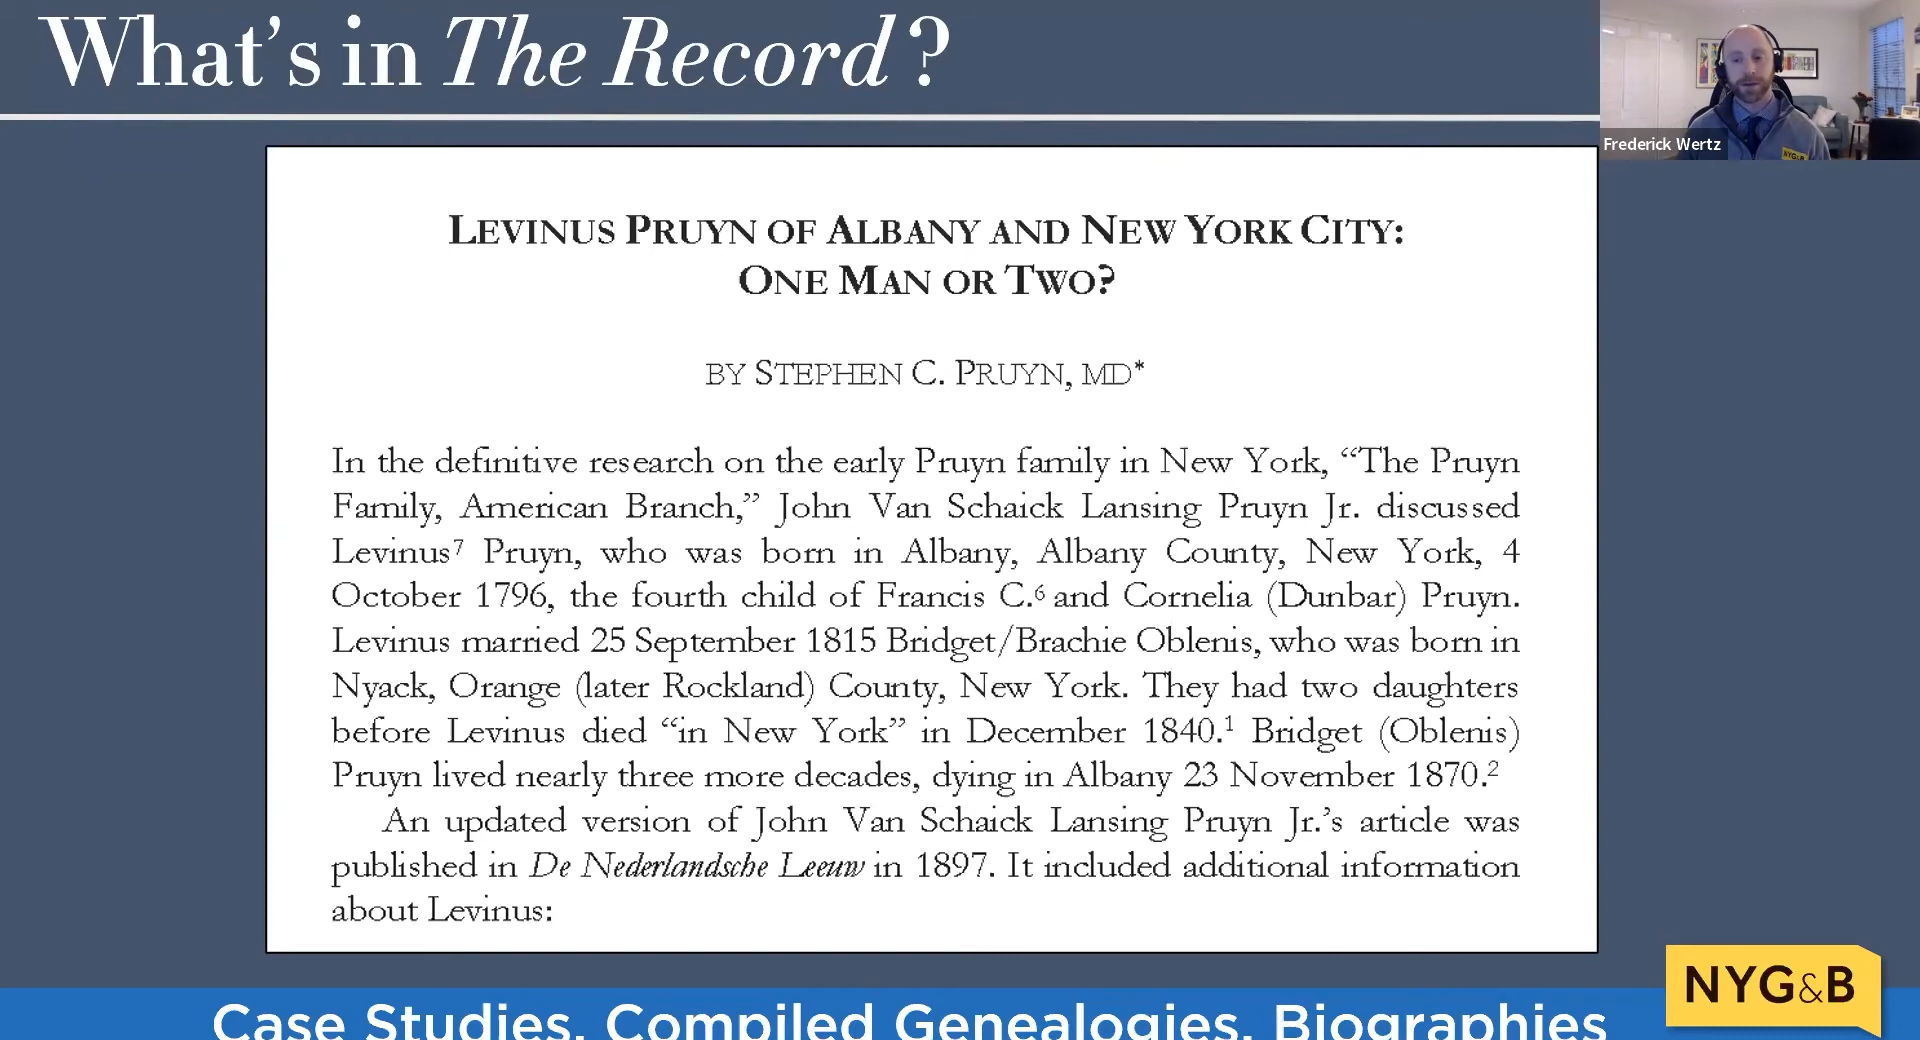 What's in The Record?
Frederick Wertz
NYG&B
LEVINUS PRUYN OF ALBANY AND NEW YORK CITY:
ONE MAN OR TWO?
BY STEPHEN C. PRUYN, MD*
In the definitive research on the early Pruyn family in New York, “The Pruyn
Family, American Branch,” John Van Schaick Lansing Pruyn Jr. discussed
Levinus⁷ Pruyn, who was born in Albany, Albany County, New York, 4
October 1796, the fourth child of Francis C.⁶ and Cornelia (Dunbar) Pruyn.
Levinus married 25 September 1815 Bridget/Brachie Oblenis, who was born in
Nyack, Orange (later Rockland) County, New York. They had two daughters
before Levinus died “in New York” in December 1840.¹ Bridget (Oblenis)
Pruyn lived nearly three more decades, dying in Albany 23 November 1870.²
An updated version of John Van Schaick Lansing Pruyn Jr.’s article was
published in De Nederlandsche Leeuw in 1897. It included additional information
about Levinus:
NYG&B
Case Studies, Compiled Genealogies, Biographies